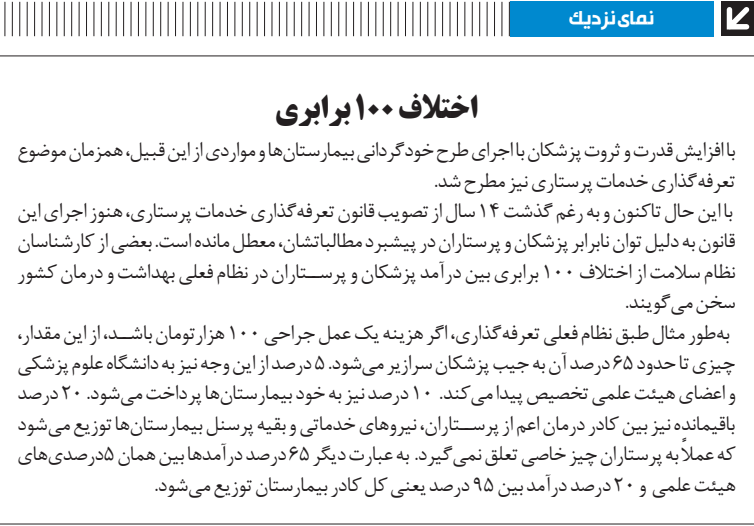 نمای نزدیك
اختلاف ۱۰۰ برابری
با افزایش قدرت و ثروت پزشکان با اجرای طرح خودگردانی بیمارستان‌ها و مواردی از این قبیل، همزمان موضوع
تعرفه‌گذاری خدمات پرستاری نیز مطرح شد.
با این حال تاکنون و به رغم گذشت ۱۴ سال از تصویب قانون تعرفه‌گذاری خدمات پرستاری، هنوز اجرای این
قانون به دلیل توان نابرابر پزشکان و پرستاران در پیشبرد مطالباتشان، معطل مانده است. بعضی از کارشناسان
نظام سلامت از اختلاف ۱۰۰ برابری بین درآمد پزشکان و پرستاران در نظام فعلی بهداشت و درمان کشور
سخن می‌گویند.
به‌طور مثال طبق نظام فعلی تعرفه‌گذاری، اگر هزینه یک عمل جراحی ۱۰۰ هزار تومان باشد، از این مقدار،
چیزی تا حدود ۶۵ درصد آن به جیب پزشکان سرازیر می‌شود. ۵ درصد از این وجه نیز به دانشگاه علوم پزشکی
و اعضای هیئت علمی تخصیص پیدا می‌کند. ۱۰ درصد نیز به خود بیمارستان‌ها پرداخت می‌شود. ۲۰ درصد
باقیمانده نیز بین کادر درمان اعم از پرستاران، نیروهای خدماتی و بقیه پرسنل بیمارستان‌ها توزیع می‌شود
که عملاً به پرستاران چیز خاصی تعلق نمی‌گیرد. به عبارت دیگر ۶۵ درصد درآمدها بین همان ۵درصدی‌های
هیئت علمی و ۲۰ درصد درآمد بین ۹۵ درصد یعنی کل کادر بیمارستان توزیع می‌شود.